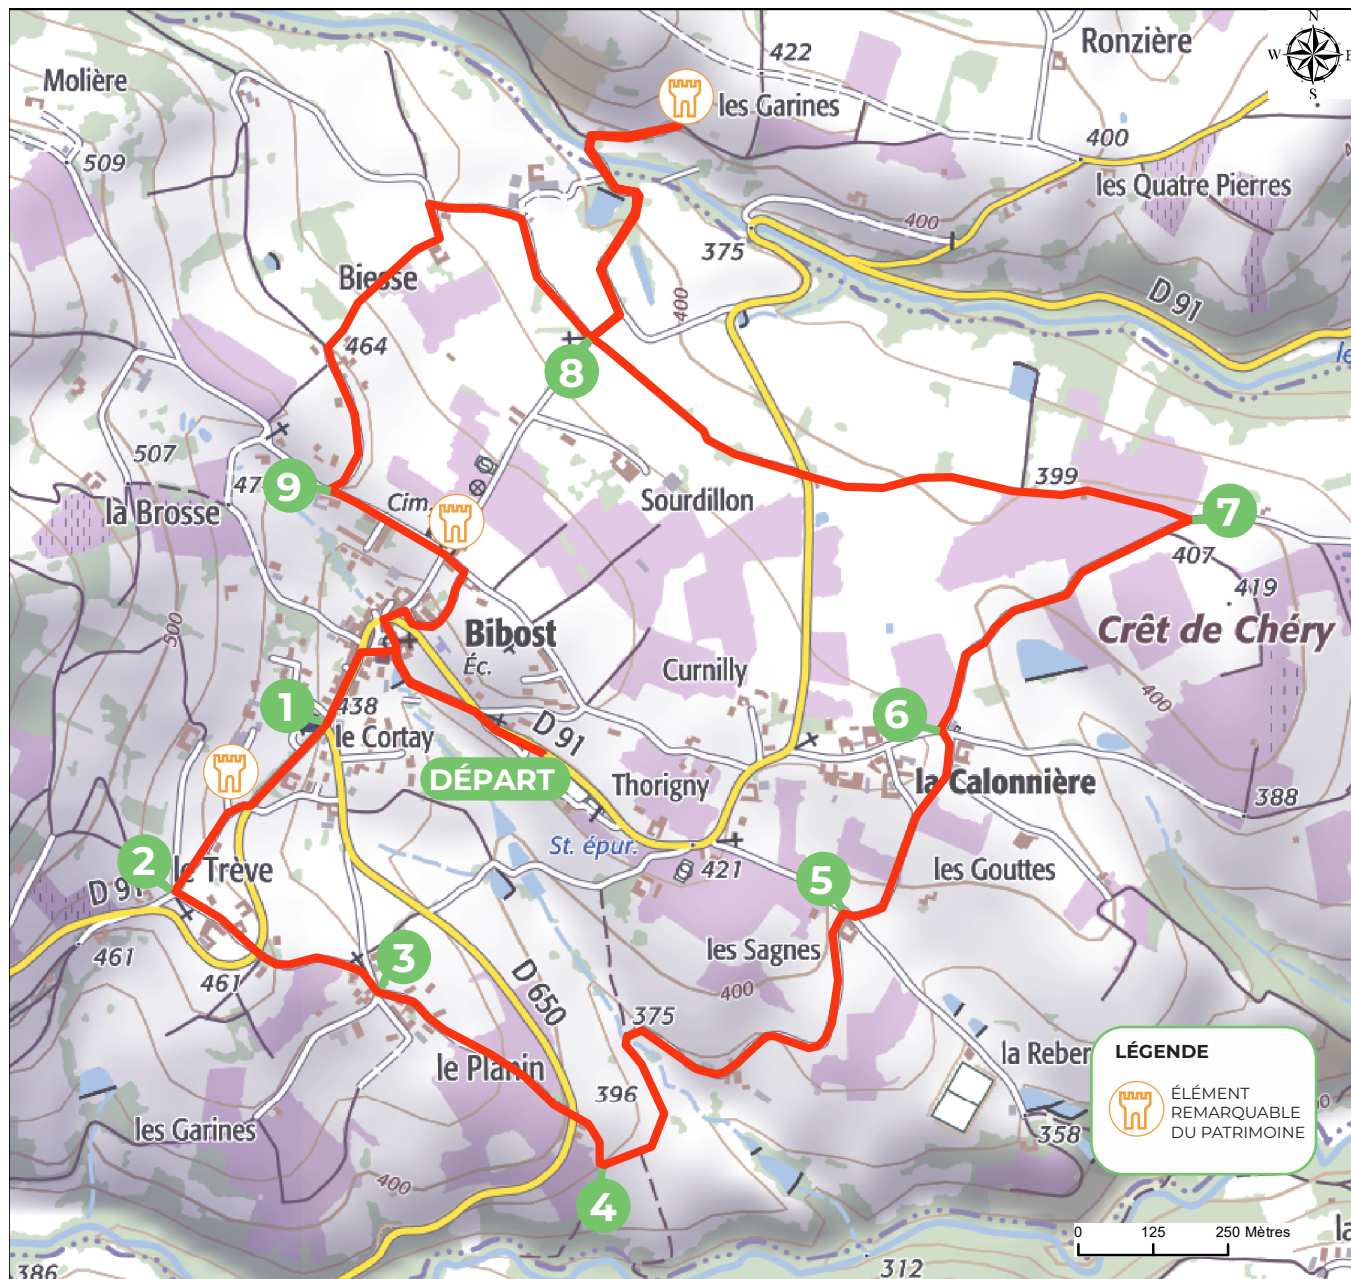 N
W
E
S
Ronzière
422
Molière
les Garines
400
509
les Quatre Pierres
400
375
Biesse
400
D 91
le
464
8
507
47
9
399
Cim.
Sourdillon
7
la Brosse
407
419
500
Bibost
Crêt de Chéry
Éc.
Curnilly
400
1
438
6
le Cortay
D 91
DÉPART
Thorigny
la Calonnière
388
St. épur.
2
le Trève
421
les Gouttes
D 91
5
461
3
les Sagnes
461
D 650
400
375
la Reber
LÉGENDE
le Planin
396
ÉLÉMENT
REMARQUABLE
DU PATRIMOINE
les Garines
358
400
4
0 125 250 Mètres
la
386
312